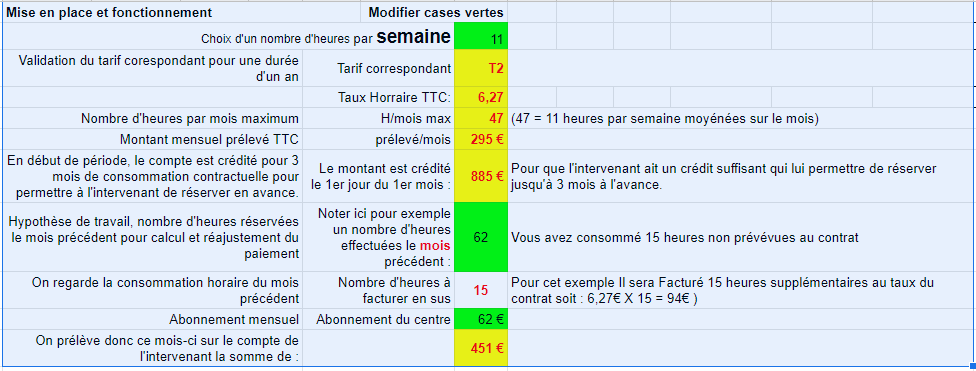 Mise en place et fonctionnement Modifier cases vertes
Choix d'un nombre d'heures par semaine 11
Validation du tarif corespondant pour une durée
d'un an
Tarif correspondant T2
Taux Horraire TTC: 6,27
Nombre d'heures par mois maximum H/mois max 47 (47 = 11 heures par semaine moyénées sur le mois)
Montant mensuel prélevé TTC prélevé/mois 295 €
En début de période, le compte est crédité pour 3
mois de consommation contractuelle pour
permettre à l'intervenant de réserver en avance.
Le montant est crédité
le 1er jour du 1er mois :
885 €
Pour que l'intervenant ait un crédit suffisant qui lui permettre de réserver
jusqu'à 3 mois à l'avance.
Hypothèse de travail, nombre d'heures réservées
le mois précédent pour calcul et réajustement du
paiement
Noter ici pour exemple
un nombre d'heures
effectuées le mois
précédent :
62
Vous avez consommé 15 heures non prévévues au contrat
On regarde la consommation horaire du mois
précédent
Nombre d'heures à
facturer en sus
15
Pour cet exemple Il sera Facturé 15 heures supplémentaires au taux du
contrat soit : 6,27€ X 15 = 94€ )
Abonnement mensuel Abonnement du centre 62 €
On prélève donc ce mois-ci sur le compte de
l'intervenant la somme de :
451 €